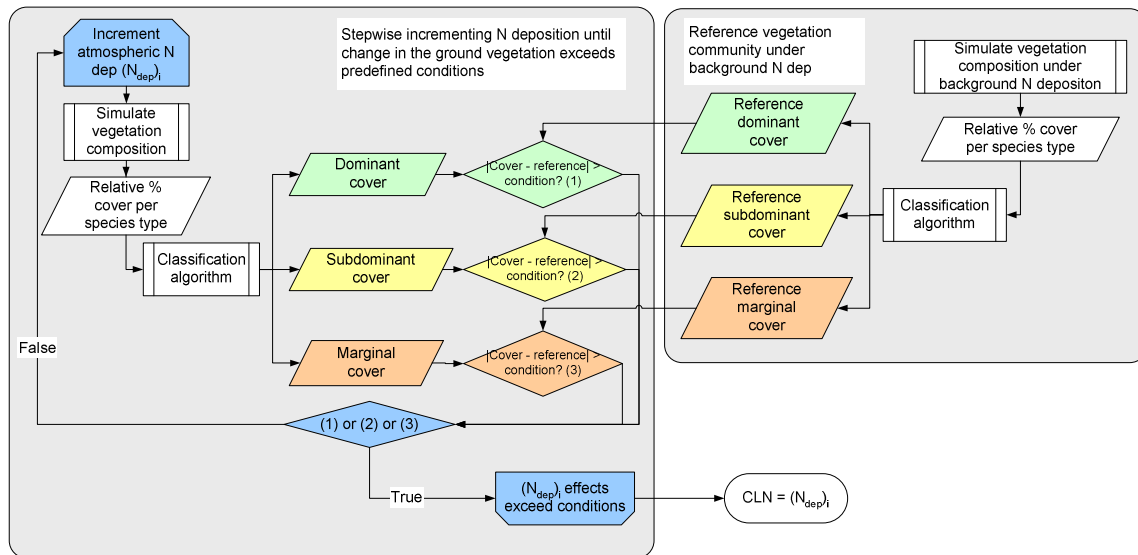 Increment
atmospheric N
dep (Ndep)i
Stepwise incrementing N deposition until
change in the ground vegetation exceeds
predefined conditions
Simulate
vegetation
composition
Relative %
cover per
species type
Classification
algorithm
Dominant
cover
|Cover - reference| >
condition? (1)
Subdominant
cover
|Cover - reference| >
condition? (2)
Marginal
cover
|Cover - reference| >
condition? (3)
False
(1) or (2) or (3)
True
(Ndep)i effects
exceed conditions
CLN = (Ndep)i
Reference vegetation
community under
background N dep
Simulate vegetation
composition under
background N depositon
Relative % cover
per species type
Classification
algorithm
Reference
dominant
cover
Reference
subdominant
cover
Reference
marginal
cover